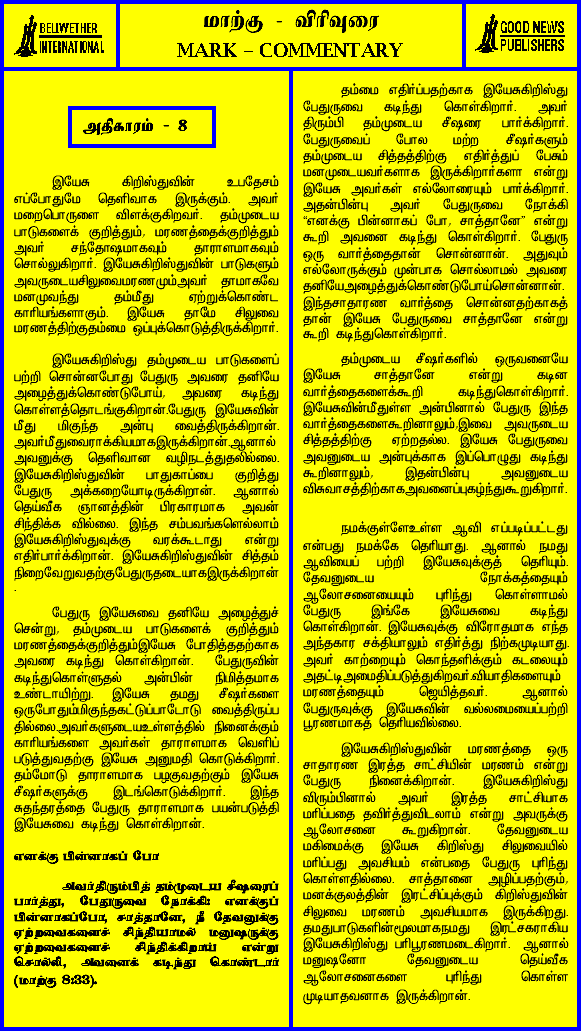 BELLWETHER
INTERNATIONAL
மாற்கு - விரிவுரை
MARK – COMMENTARY
GOOD NEWS
PUBLISHERS
அதிகாரம் - 8
இயேசு கிறிஸ்துவின் உபதேசம்
எப்போதுமே தெளிவாக இருக்கும். அவர்
மறைபொருளை விளக்குகிறவர். தம்முடைய
பாடுகளைக் குறித்தும், மரணத்தைக்குறித்தும்
அவர் சந்தோஷமாகவும் தாராளமாகவும்
சொல்லுகிறார். இயேசுகிறிஸ்துவின் பாடுகளும்
அவருடையசிலுவைமரணமும்,அவர் தாமாகவே
மனமுவந்து தம்மீது ஏற்றுக்கொண்ட
காரியங்களாகும். இயேசு தாமே சிலுவை
மரணத்திற்குதம்மை ஒப்புக்கொடுத்திருக்கிறார்.
இயேசுகிறிஸ்து தம்முடைய பாடுகளைப்
பற்றி சொன்னபோது பேதுரு அவரை தனியே
அழைத்துக்கொண்டுபோய், அவரை கடிந்து
கொள்ளத்தொடங்குகிறான்.பேதுரு இயேசுவின்
மீது மிகுந்த அன்பு வைத்திருக்கிறான்.
அவர்மீதுவைராக்கியமாகஇருக்கிறான்.ஆனால்
அவனுக்கு தெளிவான வழிநடத்துதலில்லை.
இயேசுகிறிஸ்துவின் பாதுகாப்பை குறித்து
பேதுரு அக்கறையோடிருக்கிறான். ஆனால்
தெய்வீக ஞானத்தின் பிரகாரமாக அவன்
சிந்திக்க வில்லை. இந்த சம்பவங்களெல்லாம்
இயேசுகிறிஸ்துவுக்கு வரக்கூடாது என்று
எதிர்பார்க்கிறான். இயேசுகிறிஸ்துவின் சித்தம்
நிறைவேறுவதற்குபேதுருதடையாகஇருக்கிறான்
.
பேதுரு இயேசுவை தனியே அழைத்துச்
சென்று, தம்முடைய பாடுகளைக் குறித்தும்
மரணத்தைக்குறித்தும்இயேசு போதித்ததற்காக
அவரை கடிந்து கொள்கிறான். பேதுருவின்
கடிந்துகொள்ளுதல் அன்பின் நிமித்தமாக
உண்டாயிற்று. இயேசு தமது சீஷர்களை
ஒருபோதும்மிகுந்தகட்டுப்பாடோடு வைத்திருப்ப
தில்லை.அவர்களுடையஉள்ளத்தில் நினைக்கும்
காரியங்களை அவர்கள் தாராளமாக வெளிப்
படுத்துவதற்கு இயேசு அனுமதி கொடுக்கிறார்.
தம்மோடு தாராளமாக பழகுவதற்கும் இயேசு
சீஷர்களுக்கு இடங்கொடுக்கிறார். இந்த
சுதந்தரத்தை பேதுரு தாராளமாக பயன்படுத்தி
இயேசுவை கடிந்து கொள்கிறான்.
எனக்கு பின்னாகப் போ
அவர்திரும்பித் தம்முடைய சீஷரைப்
பார்த்து, பேதுருவை நோக்கி: எனக்குப்
பின்னாகப்போ, சாத்தானே, நீ தேவனுக்கு
ஏற்றவைகளைச் சிந்தியாமல் மனுஷருக்கு
ஏற்றவைகளைச் சிந்திக்கிறாய் என்று
சொல்லி, அவனைக் கடிந்து கொண்டார்
(மாற்கு 8:33).
தம்மை எதிர்ப்பதற்காக இயேசுகிறிஸ்து
பேதுருவை கடிந்து கொள்கிறார். அவர்
திரும்பி தம்முடைய சீஷரை பார்க்கிறார்.
பேதுருவைப் போல மற்ற சீஷர்களும்
தம்முடைய சித்தத்திற்கு எதிர்த்துப் பேசும்
மனமுடையவர்களாக இருக்கிறார்களா என்று
இயேசு அவர்கள் எல்லோரையும் பார்க்கிறார்.
அதன்பின்பு அவர் பேதுருவை நோக்கி
“எனக்கு பின்னாகப் போ, சாத்தானே” என்று
கூறி அவனை கடிந்து கொள்கிறார். பேதுரு
ஒரு வார்த்தைதான் சொன்னான். அதுவும்
எல்லோருக்கும் முன்பாக சொல்லாமல் அவரை
தனியேஅழைத்துக்கொண்டுபோய்சொன்னான்.
இந்தசாதாரண வார்த்தை சொன்னதற்காகத்
தான் இயேசு பேதுருவை சாத்தானே என்று
கூறி கடிந்துகொள்கிறார்.
தம்முடைய சீஷர்களில் ஒருவனையே
இயேசு சாத்தானே என்று கடின
வார்த்தைகளைக்கூறி கடிந்துகொள்கிறார்.
இயேசுவின்மீதுள்ள அன்பினால் பேதுரு இந்த
வார்த்தைகளைகூறினாலும்,இவை அவருடைய
சித்தத்திற்கு ஏற்றதல்ல. இயேசு பேதுருவை
அவனுடைய அன்புக்காக இப்பொழுது கடிந்து
கூறினாலும், இதன்பின்பு அவனுடைய
விசுவாசத்திற்காகஅவனைப்புகழ்ந்துகூறுகிறார்.
நமக்குள்ளேஉள்ள ஆவி எப்படிப்பட்டது
என்பது நமக்கே தெரியாது. ஆனால் நமது
ஆவியைப் பற்றி இயேசுவுக்குத் தெரியும்.
தேவனுடைய நோக்கத்தையும்
ஆலோசனையையும் புரிந்து கொள்ளாமல்
பேதுரு இங்கே இயேசுவை கடிந்து
கொள்கிறான். இயேசுவுக்கு விரோதமாக எந்த
அந்தகார சக்தியாலும் எதிர்த்து நிற்கமுடியாது.
அவர் காற்றையும் கொந்தளிக்கும் கடலையும்
அதட்டிஅமைதிப்படுத்துகிறவர்.வியாதிகளையும்
மரணத்தையும் ஜெயித்தவர். ஆனால்
பேதுருவுக்கு இயேசுவின் வல்லமையைப்பற்றி
பூரணமாகத் தெரியவில்லை.
இயேசுகிறிஸ்துவின் மரணத்தை ஒரு
சாதாரண இரத்த சாட்சியின் மரணம் என்று
பேதுரு நினைக்கிறான். இயேசுகிறிஸ்து
விரும்பினால் அவர் இரத்த சாட்சியாக
மரிப்பதை தவிர்த்துவிடலாம் என்று அவருக்கு
ஆலோசனை கூறுகிறான். தேவனுடைய
மகிமைக்கு இயேசு கிறிஸ்து சிலுவையில்
மரிப்பது அவசியம் என்பதை பேதுரு புரிந்து
கொள்ளதில்லை. சாத்தானை அழிப்பதற்கும்,
மனக்குலத்தின் இரட்சிப்புக்கும் கிறிஸ்துவின்
சிலுவை மரணம் அவசியமாக இருக்கிறது.
தமதுபாடுகளின்மூலமாகநமது இரட்சகராகிய
இயேசுகிறிஸ்து பரிபூரணமடைகிறார். ஆனால்
மனுஷனோ தேவனுடைய தெய்வீக
ஆலோசனைகளை புரிந்து கொள்ள
முடியாதவனாக இருக்கிறான்.